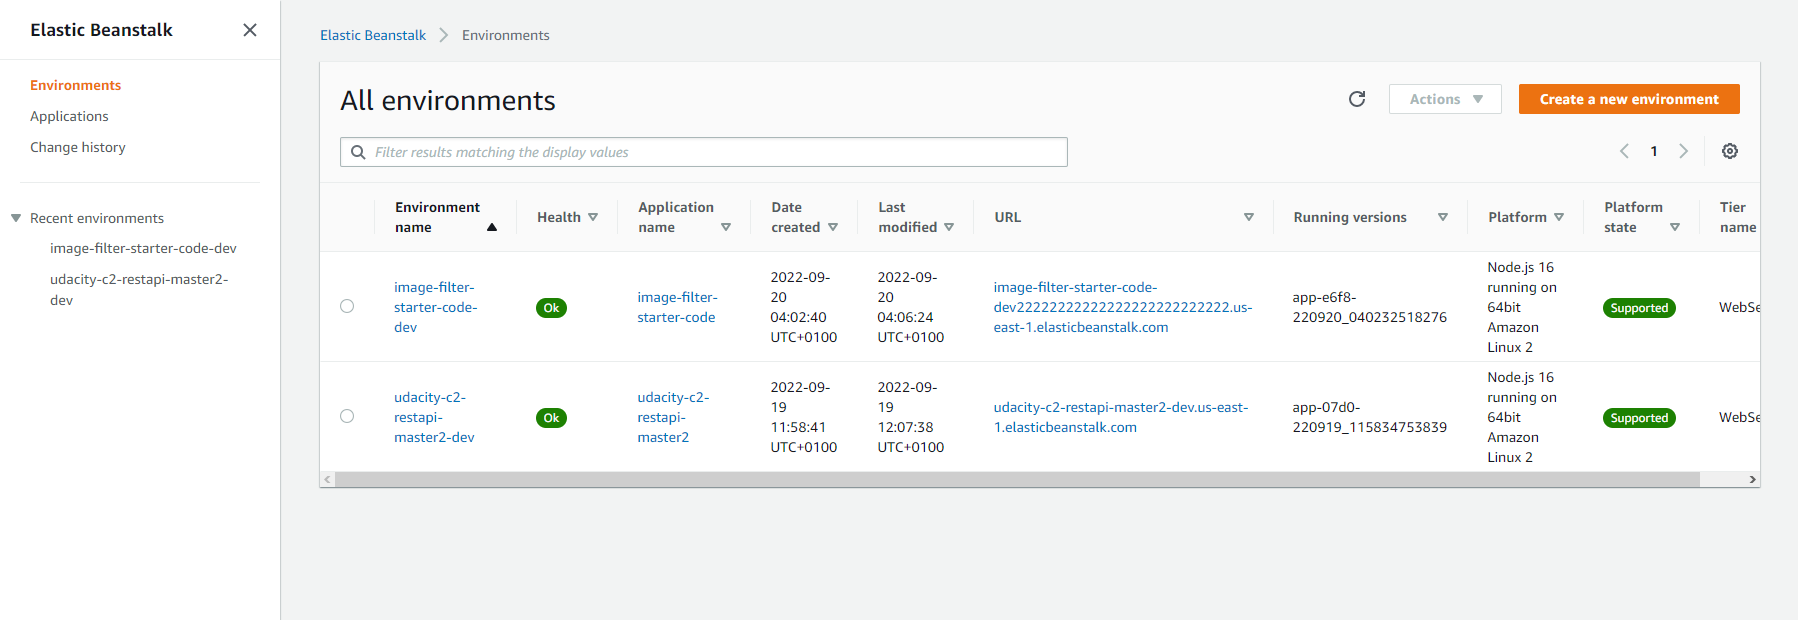 Elastic Beanstalk
Environments
Applications
Change history
Recent environments
image-filter-starter-code-dev
udacity-c2-restapi-master2-
dev
Elastic Beanstalk
Environments
All environments
Actions
Create a new environment
Filter results matching the display values
1
Environment
name
Health
Application
name
Date
created
Last
modified
URL
Running versions
Platform
Platform
state
Tier
name
image-filter-
starter-code-
dev
Ok
image-filter-
starter-code
2022-09-
20
04:02:40
UTC+0100
2022-09-
20
04:06:24
UTC+0100
image-filter-starter-code-
east-1.elasticbeanstalk.com
app-e6f8-
220920_040232518276
Node.js 16
running on
64bit
Amazon
Linux 2
Supported
WebSe
udacity-c2-
restapi-
master2-dev
Ok
udacity-c2-
restapi-
master2
2022-09-
19
11:58:41
UTC+0100
2022-09-
19
12:07:38
UTC+0100
udacity-c2-restapi-master2-dev.us-east-
1.elasticbeanstalk.com
app-07d0-
220919_115834753839
Node.js 16
running on
64bit
Amazon
Linux 2
Supported
WebSe